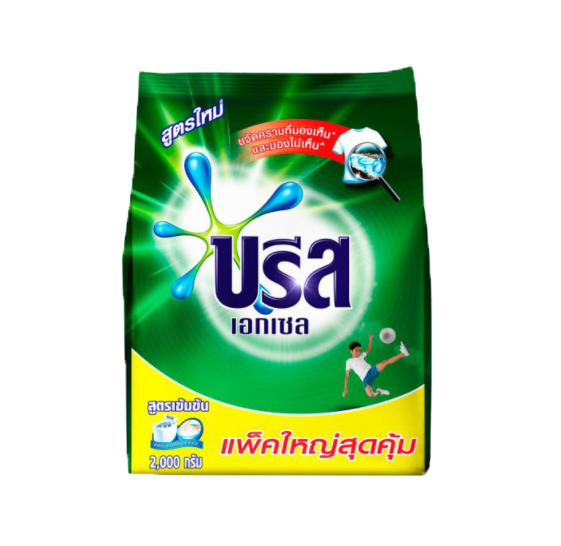 สูตรใหม่
ขจัดคราบที่มองเห็น*
และมองไม่เห็น^
บรีส
เอกเซล
สูตรเข้มข้น
2,000 กรัม
แพ็คใหญ่สุดคุ้ม